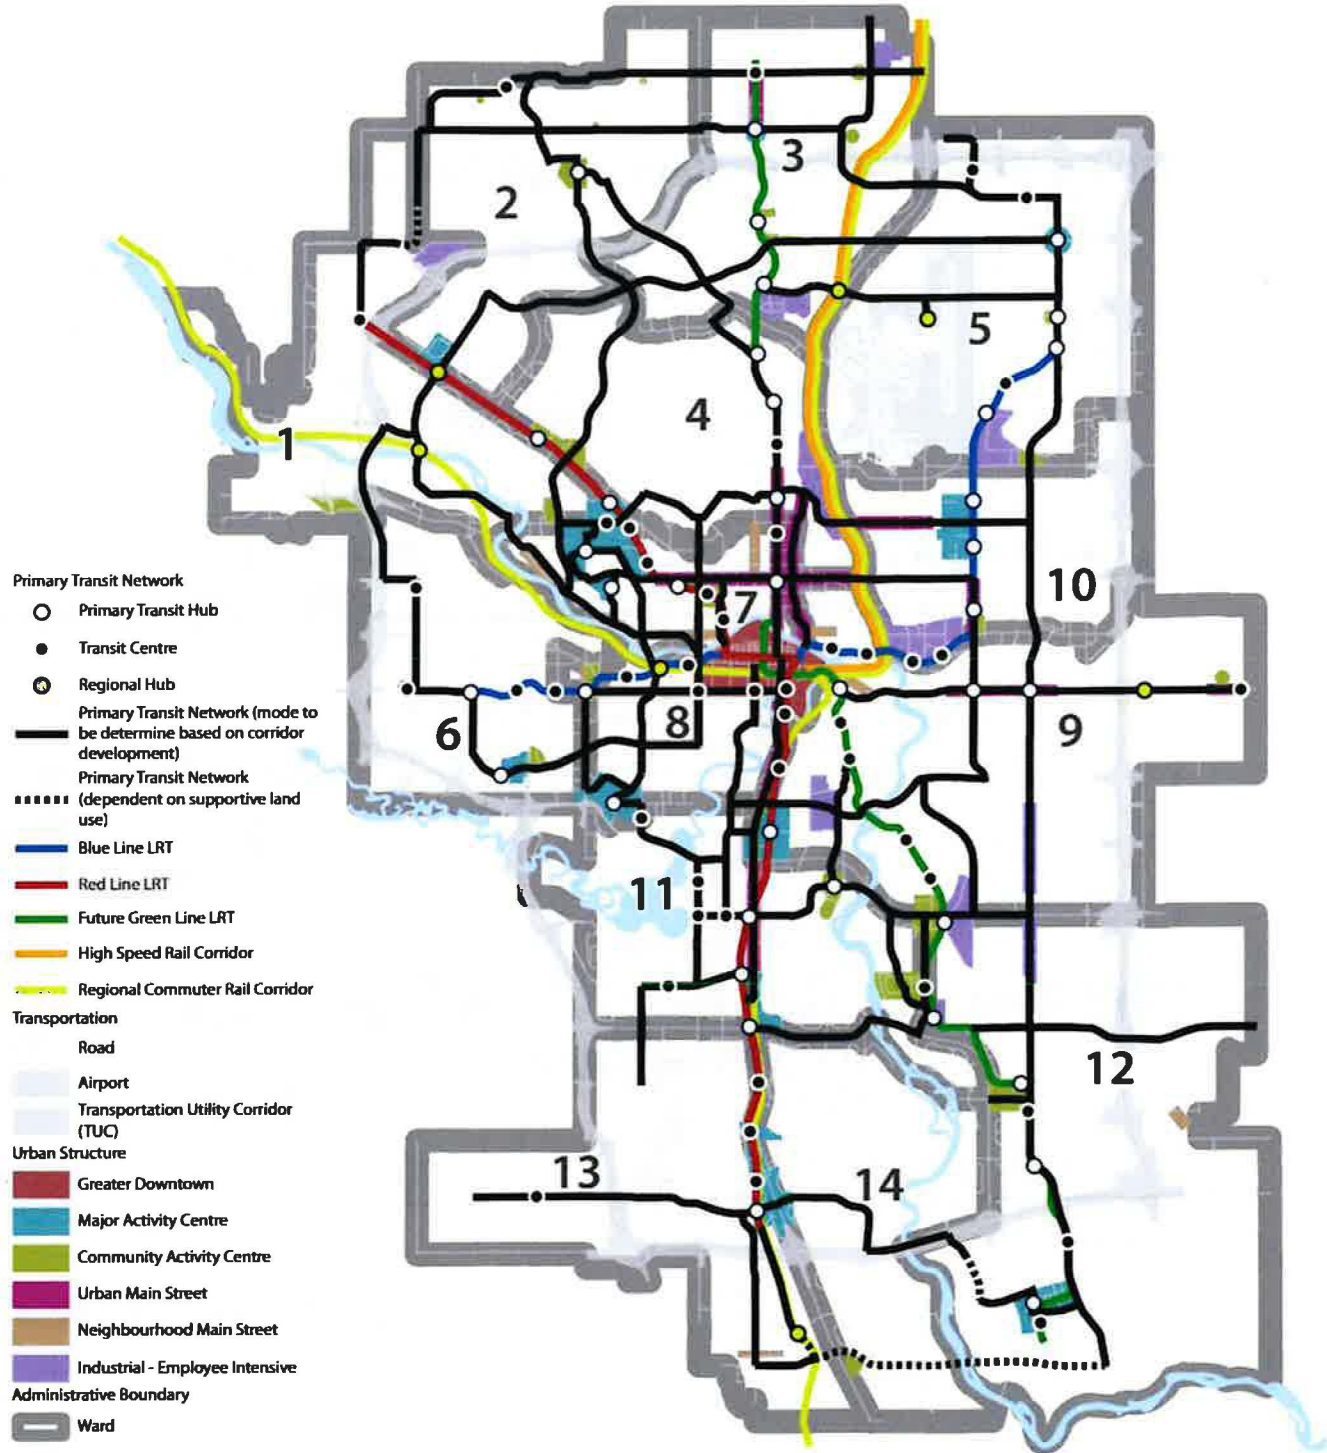 Primary Transit Network
Primary Transit Hub
Transit Centre
Regional Hub
Primary Transit Network (mode to
be determine based on corridor
development)
Primary Transit Network
(dependent on supportive land
use)
Blue Line LRT
Red Line LRT
Future Green Line LRT
High Speed Rail Corridor
Regional Commuter Rail Corridor
Transportation
Road
Airport
Transportation Utility Corridor
(TUC)
Urban Structure
Greater Downtown
Major Activity Centre
Community Activity Centre
Urban Main Street
Neighbourhood Main Street
Industrial - Employee Intensive
Administrative Boundary
Ward
3
2
5
4
1
10
7
6
8
9
11
12
13
14